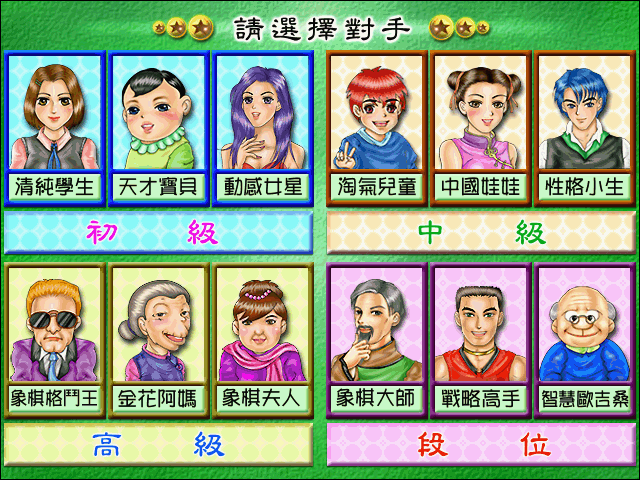 請選擇對手
清純學生 天才寶貝 動感女星 淘氣兒童 中國娃娃 性格小生
初級 中級
象棋格鬥王 金花阿媽 象棋夫人 象棋大師 戰略高手 智慧歐吉桑
高級 段位